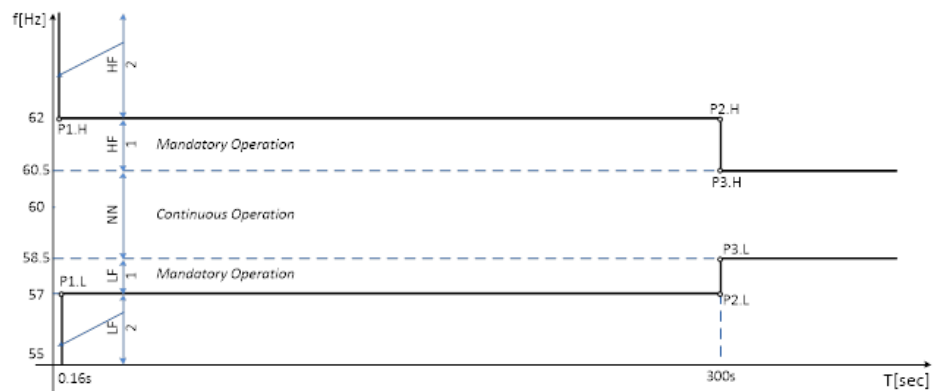 f[Hz]
HF 2
62
P1.H
P2.H
HF 1
Mandatory Operation
60.5
P3.H
60
NN
Continuous Operation
58.5
P3.L
P1.L
LF 1
Mandatory Operation
57
P2.L
LF 2
55
0.16s
300s
T[sec]